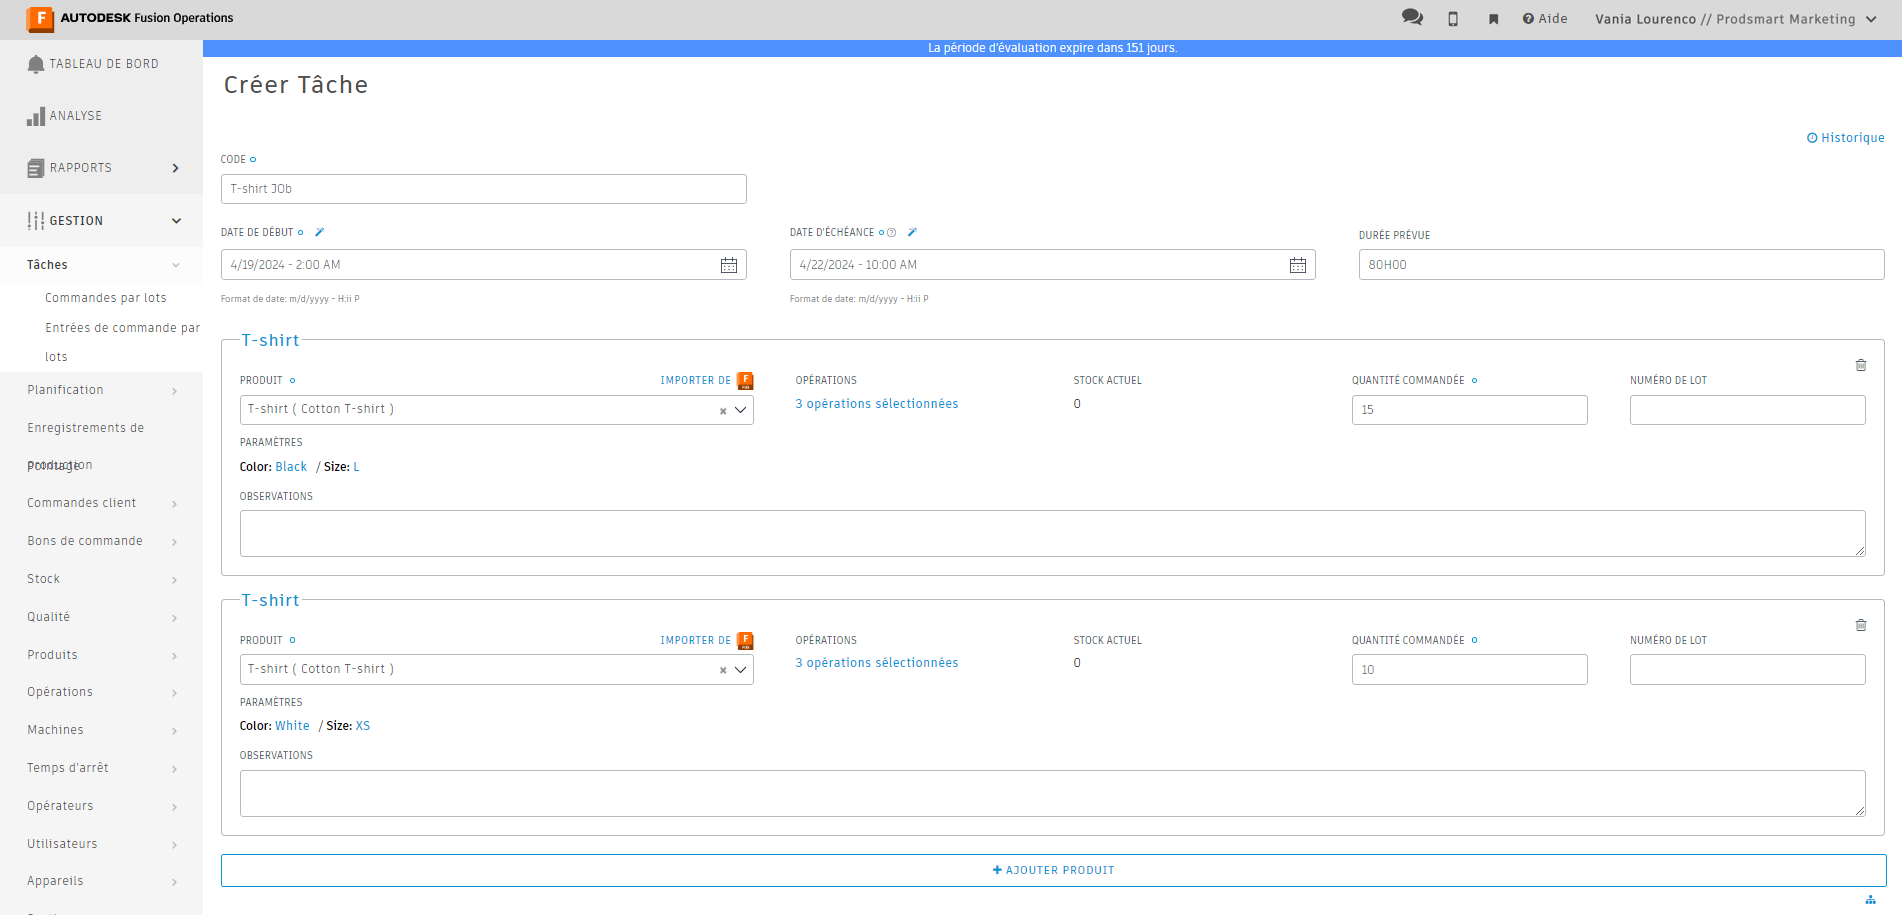 AUTODESK Fusion Operations
Aide
Vania Lourenco // Prodsmart Marketing
La période d'évaluation expire dans 151 jours.
TABLEAU DE BORD
ANALYSE
RAPPORTS
GESTION
Tâches
Commandes par lots
Entrées de commande par
lots
Planification
Enregistrements de
production
Pointage
Commandes client
Bons de commande
Stock
Qualité
Produits
Opérations
Machines
Temps d'arrêt
Opérateurs
Utilisateurs
Appareils
Créer Tâche
Historique
CODE
T-shirt JOb
DATE DE DÉBUT
DATE D'ÉCHÉANCE
DURÉE PRÉVUE
4/19/2024 - 2:00 AM
4/22/2024 - 10:00 AM
80H00
Format de date: m/d/yyyy - H:ii P
Format de date: m/d/yyyy - H:ii P
T-shirt
PRODUIT
IMPORTER DE
OPÉRATIONS
STOCK ACTUEL
QUANTITÉ COMMANDÉE
NUMÉRO DE LOT
T-shirt ( Cotton T-shirt )
3 opérations sélectionnées
0
15
PARAMÈTRES
Color: Black / Size: L
OBSERVATIONS
T-shirt
PRODUIT
IMPORTER DE
OPÉRATIONS
STOCK ACTUEL
QUANTITÉ COMMANDÉE
NUMÉRO DE LOT
T-shirt ( Cotton T-shirt )
3 opérations sélectionnées
0
10
PARAMÈTRES
Color: White / Size: XS
OBSERVATIONS
+ AJOUTER PRODUIT